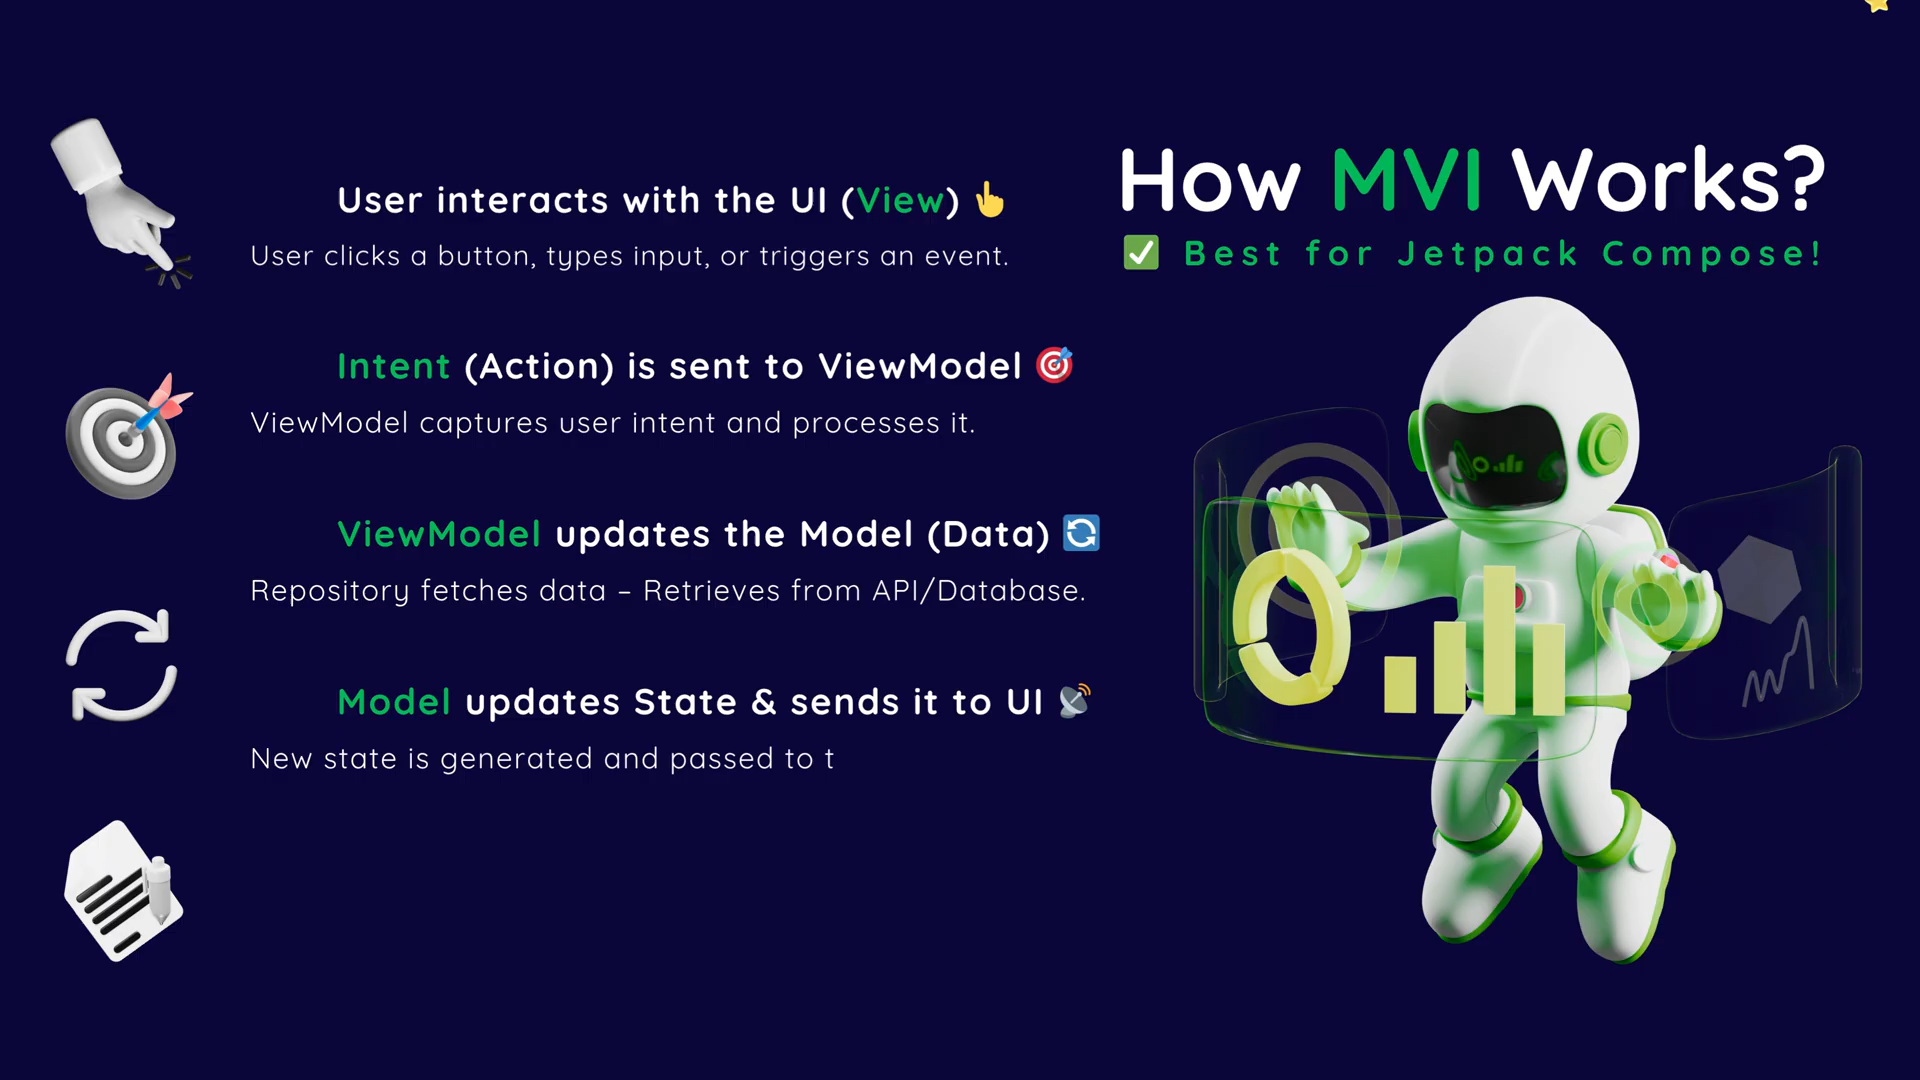 How MVI Works?
✅ Best for Jetpack Compose!
User interacts with the UI (View) 👆
User clicks a button, types input, or triggers an event.
Intent (Action) is sent to ViewModel 🎯
ViewModel captures user intent and processes it.
ViewModel updates the Model (Data) 🔄
Repository fetches data – Retrieves from API/Database.
Model updates State & sends it to UI 📡
New state is generated and passed to t